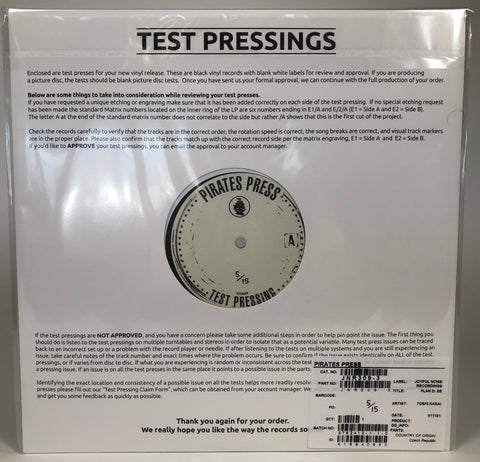 TEST PRESSINGS
Enclosed are test presses for your new vinyl release. These are black vinyl records with blank white labels for review and approval. If you are producing
a picture disc, the tests should be blank picture disc tests. Once you have sent us your formal approval, we can continue with the full production of your order.
Below are some things to take into consideration while reviewing your test presses.
If you have requested a unique etching or engraving make sure that it has been added correctly on each side of the test pressing. If no special etching request
has been made the standard Matrix numbers located on the inner ring of the LP are six numbers ending in E1/A and E/2/A (E1 = Side A and E2 = Side B).
The letter A at the end of the standard matrix number does not correlate to the side but rather /A shows that this is the first cut of the project.
Check the records carefully to verify that the tracks are in the correct order, the rotation speed is correct, the song breaks are correct, and visual track markers
are in the proper place. Please also confirm that the tracks match up with the correct record side per the matrix engraving, E1 = Side A and E2 = Side B.
If you'd like to APPROVE your test pressings, you can email the approval to your account manager.
PIRATES PRESS
A
5/15
TEST PRESSING
If the test pressings are NOT APPROVED, and you have a concern please take some additional steps in order to help pin point the issue. The first thing you
should do is listen to the test pressings on multiple turntables and stereos in order to isolate that as a potential variable. Many test press issues can be traced
back to an incorrect set up or a problem with the record player or needle. If after listening to the tests on multiple systems and you are still experiencing an
issue, take careful notes of the track number and exact times where the problem occurs. Be sure to confirm if the issue exists identically on ALL of the test
pressings, or if varies from disc to disc. If what you are experiencing is random or inconsistent across the test
a pressing issue. If an issue is on all the test presses in the same place it points to a possible issue in the parts.
Identifying the exact location and consistency of a possible issue on all the tests helps more readily resolve
presses please fill out our "Test Pressing Claim Form", which can be obtained from your account manager. We
and get you some feedback as quickly as possible.
Thank you again for your order.
We really hope you like the way the records so
PIRATES PRESS
CAT. NO:
PART NO:
LABEL: JOYFUL NOISE
RECORDINGS
TITLE: PLAN D: SE
BARCODE:
PO:
5/15
ARTIST: TOSHI KASAI
QTY:
DATE: 011121
BATCH NO:
PARTS:
COUNTRY OF ORIGIN
Czech Republic
ID: